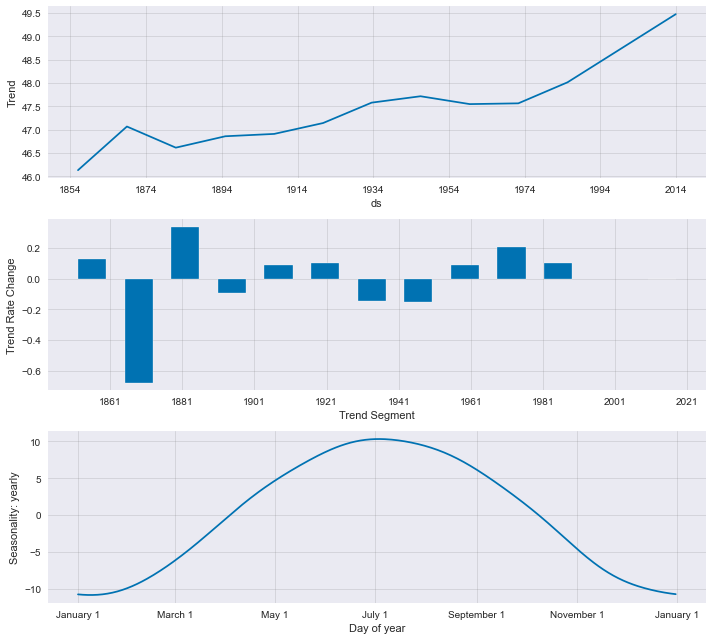 49.5
49.0
48.5
48.0
47.5
47.0
46.5
46.0
Trend
1854 1874 1894 1914 1934 1954 1974 1994 2014
ds
0.2
0.0
−0.2
−0.4
−0.6
Trend Rate Change
1861 1881 1901 1921 1941 1961 1981 2001 2021
Trend Segment
10
5
0
−5
−10
Seasonality: yearly
January 1 March 1 May 1 July 1 September 1 November 1 January 1
Day of year